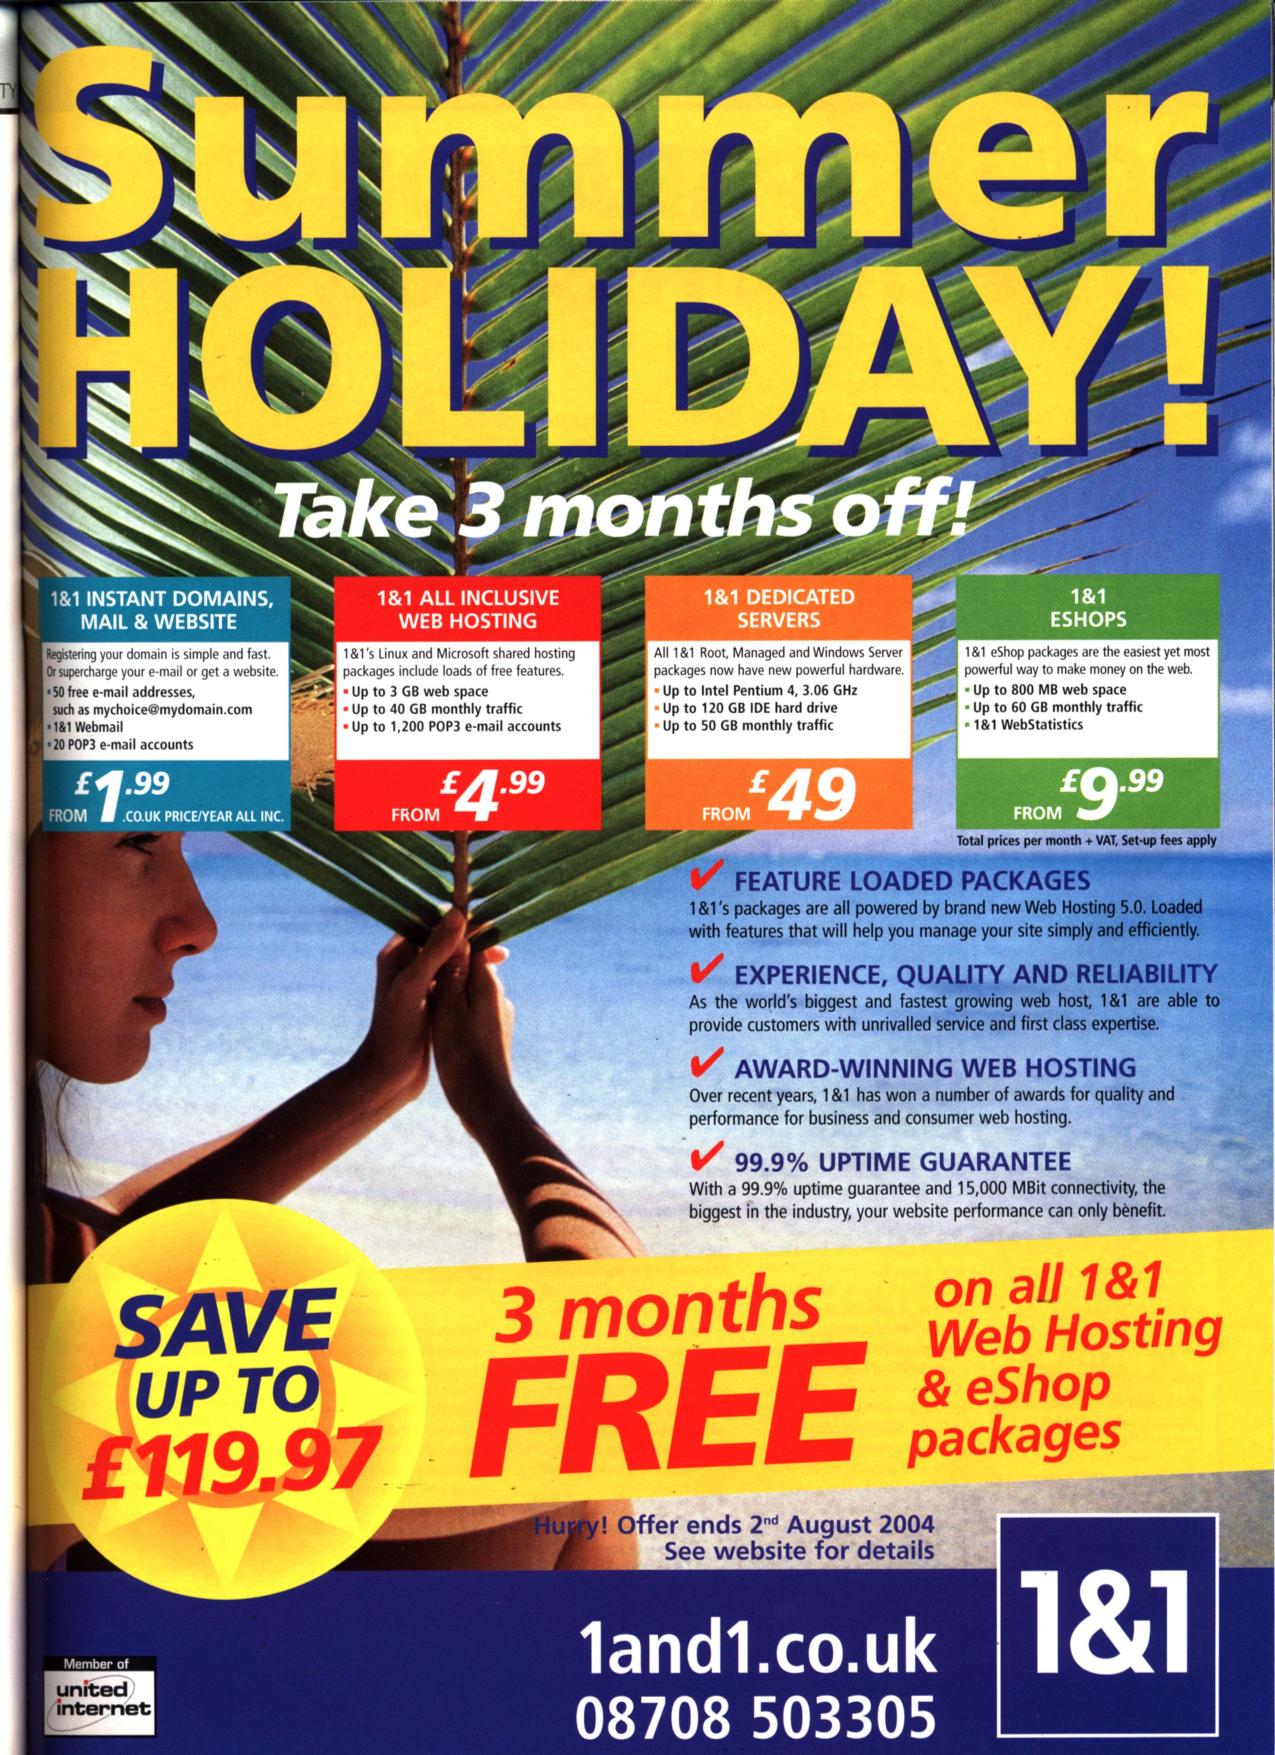 TY
Summer
HOLIDAY!
Take 3 months off!
1&1 INSTANT DOMAINS,
MAIL & WEBSITE
Registering your domain is simple and fast.
Or supercharge your e-mail or get a website.
▪ 50 free e-mail addresses,
such as mychoice@mydomain.com
▪ 1&1 Webmail
▪ 20 POP3 e-mail accounts
FROM £1.99 .CO.UK PRICE/YEAR ALL INC.
1&1 ALL INCLUSIVE
WEB HOSTING
1&1's Linux and Microsoft shared hosting
packages include loads of free features.
▪ Up to 3 GB web space
▪ Up to 40 GB monthly traffic
▪ Up to 1,200 POP3 e-mail accounts
FROM £4.99
1&1 DEDICATED
SERVERS
All 1&1 Root, Managed and Windows Server
packages now have new powerful hardware.
▪ Up to Intel Pentium 4, 3.06 GHz
▪ Up to 120 GB IDE hard drive
▪ Up to 50 GB monthly traffic
FROM £49
1&1
ESHOPS
1&1 eShop packages are the easiest yet most
powerful way to make money on the web.
▪ Up to 800 MB web space
▪ Up to 60 GB monthly traffic
▪ 1&1 WebStatistics
FROM £9.99
Total prices per month + VAT, Set-up fees apply
✔ FEATURE LOADED PACKAGES
1&1's packages are all powered by brand new Web Hosting 5.0. Loaded
with features that will help you manage your site simply and efficiently.
✔ EXPERIENCE, QUALITY AND RELIABILITY
As the world's biggest and fastest growing web host, 1&1 are able to
provide customers with unrivalled service and first class expertise.
✔ AWARD-WINNING WEB HOSTING
Over recent years, 1&1 has won a number of awards for quality and
performance for business and consumer web hosting.
✔ 99.9% UPTIME GUARANTEE
With a 99.9% uptime guarantee and 15,000 MBit connectivity, the
biggest in the industry, your website performance can only benefit.
SAVE
UP TO
£119.97
3 months
FREE
on all 1&1
Web Hosting
& eShop
packages
Hurry! Offer ends 2nd August 2004
See website for details
1and1.co.uk
08708 503305
1&1
Member of
united
internet